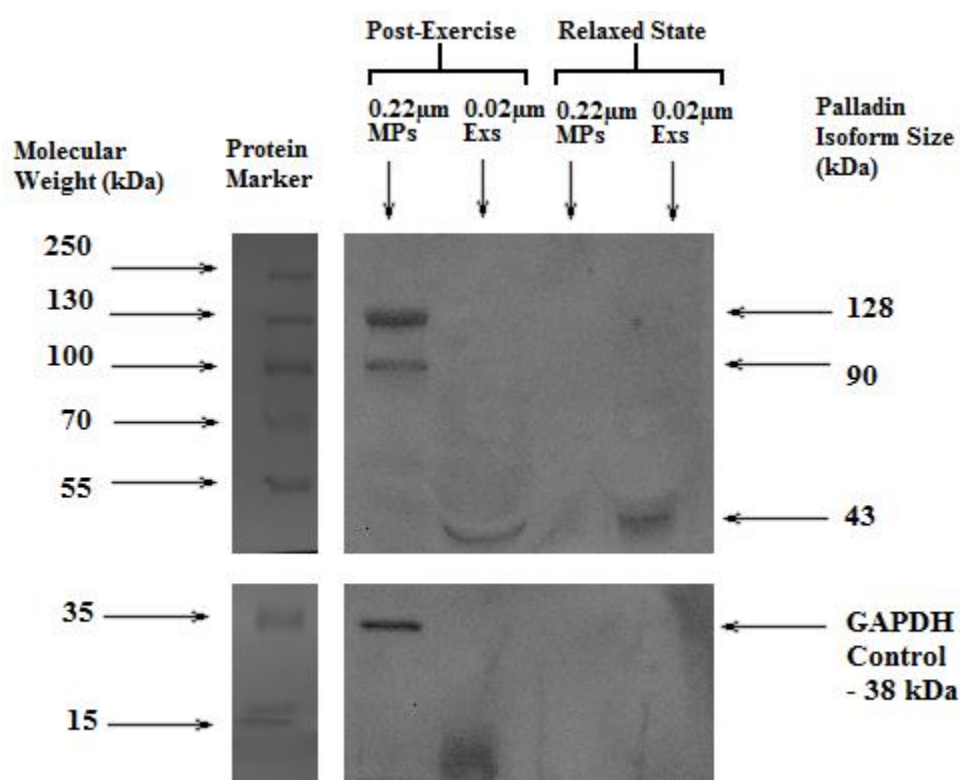 Post-Exercise
Relaxed State
0.22µm
MPs
0.02µm
Exs
0.22µm
MPs
0.02µm
Exs
Palladin
Isoform Size
(kDa)
Molecular
Weight (kDa)
Protein
Marker
250
130
100
70
55
35
15
128
90
43
GAPDH
Control
- 38 kDa